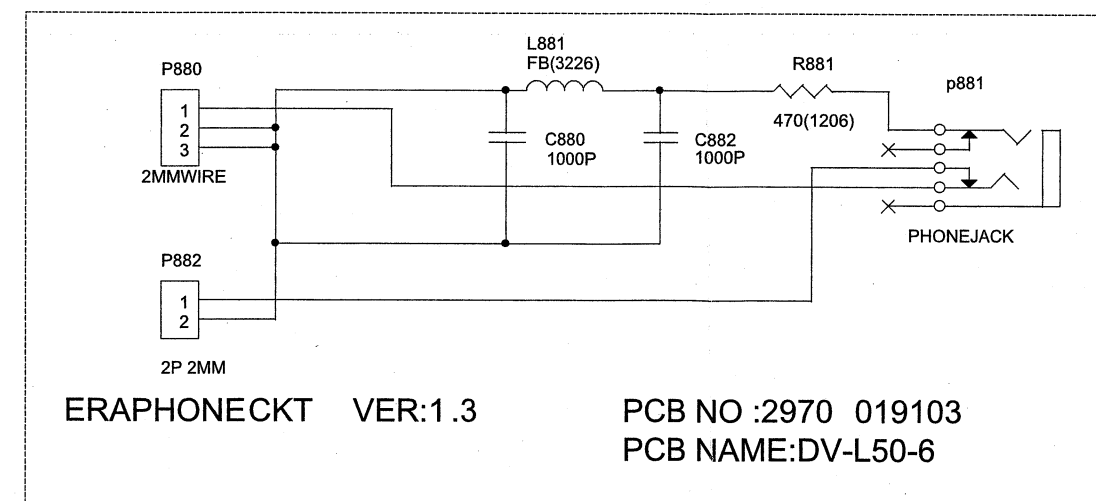 L881
FB(3226)
P880
R881
p881
1
2
3
470(1206)
C880
1000P
C882
1000P
2MMWIRE
PHONEJACK
P882
1
2
2P 2MM
ERAPHONECKT VER:1.3
PCB NO :2970 019103
PCB NAME:DV-L50-6